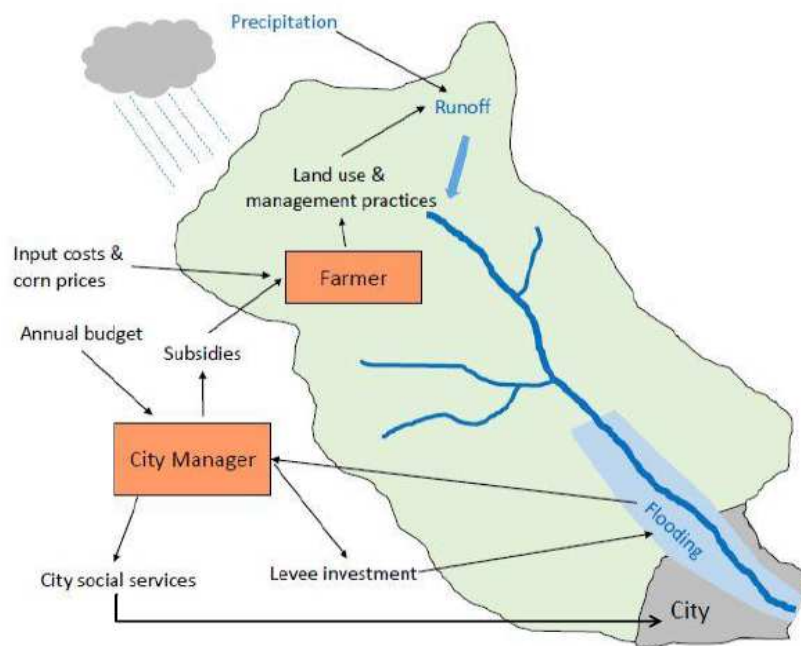 Precipitation
Runoff
Land use &
management practices
Input costs &
corn prices
Farmer
Annual budget
Subsidies
City Manager
Flooding
City social services
Levee investment
City